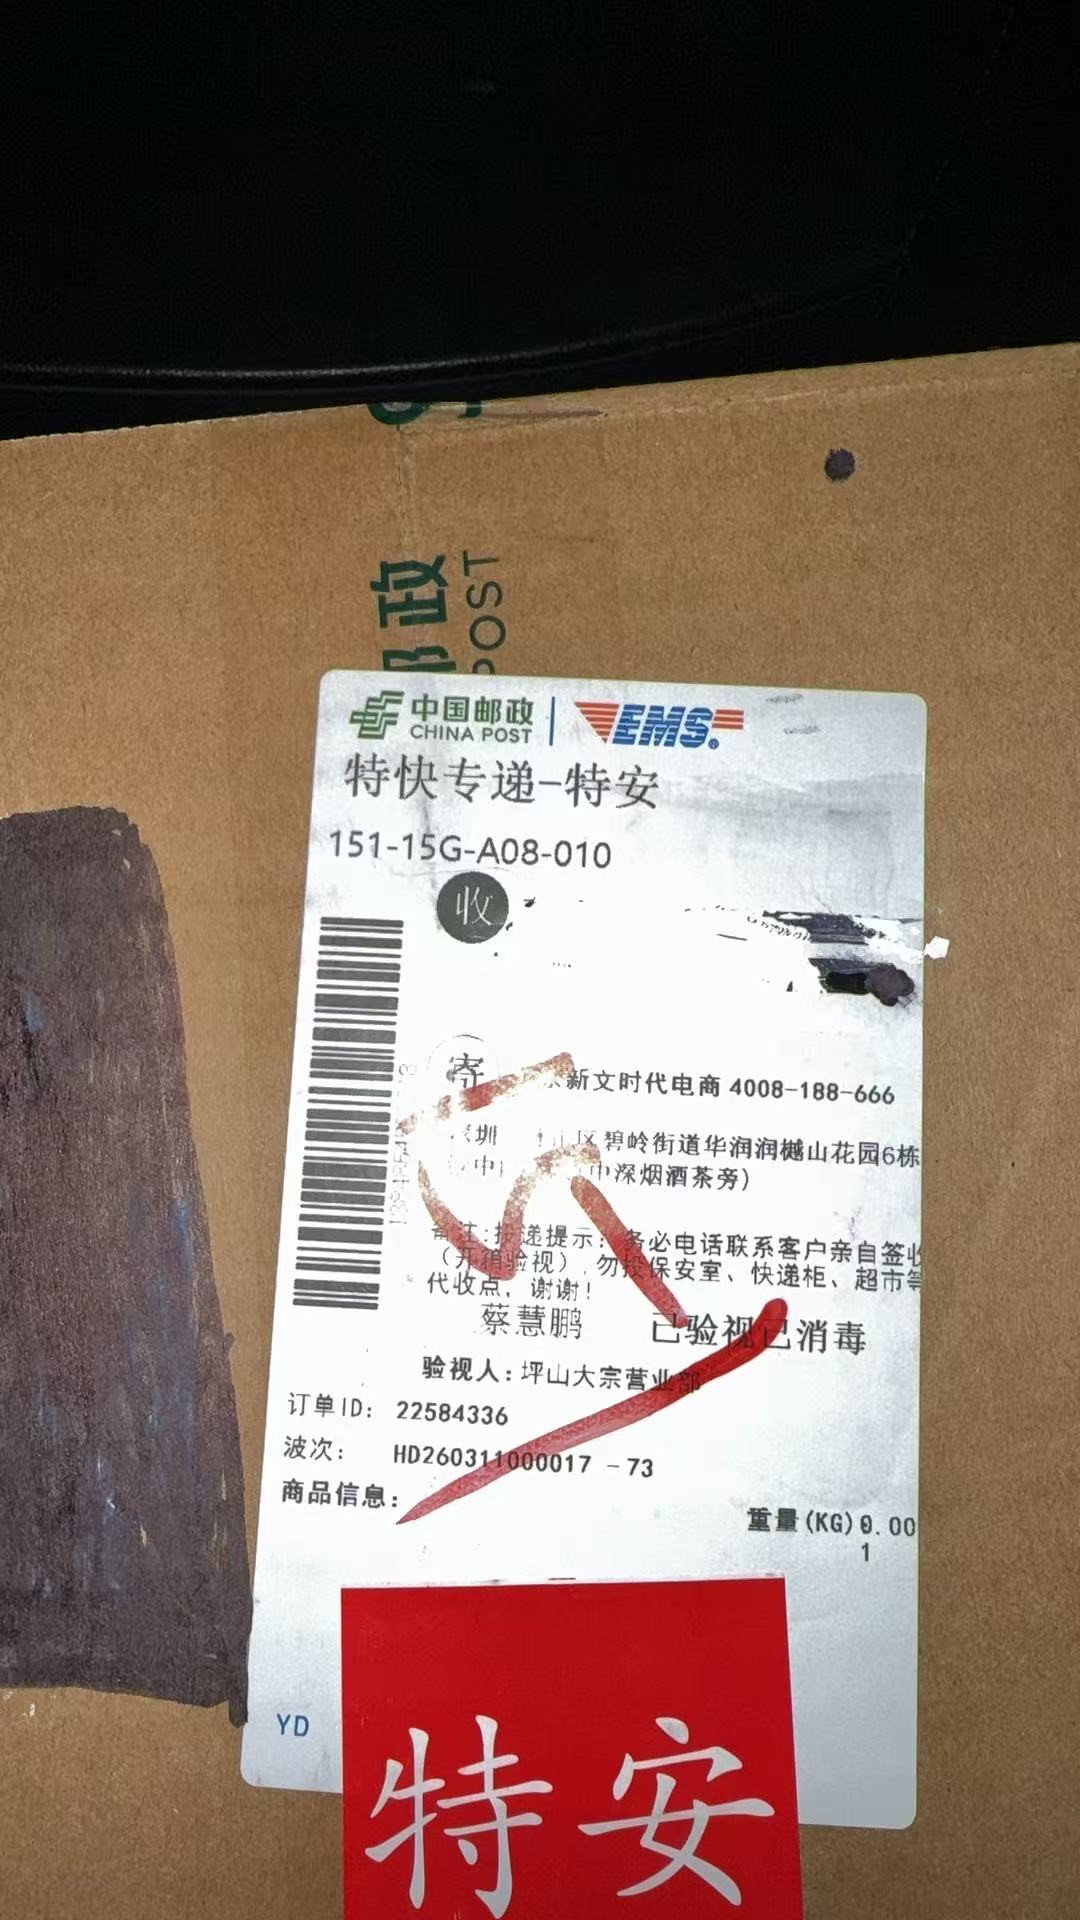 邮政
POST
中国邮政
CHINA POST
EMS
特快专递-特安
151-15G-A08-010
收
寄
新文时代电商 4008-188-666
深圳 区碧岭街道华润润樾山花园6栋
中深烟酒茶旁)
备注:投递提示: 务必电话联系客户亲自签收
(开箱验视),勿投保安室、快递柜、超市等
代收点, 谢谢!
蔡慧鹏 已验视已消毒
验视人: 坪山大宗营业部
订单ID: 22584336
波次: HD260311000017 -73
商品信息:
重量(KG) 0.00
1
YD
特安